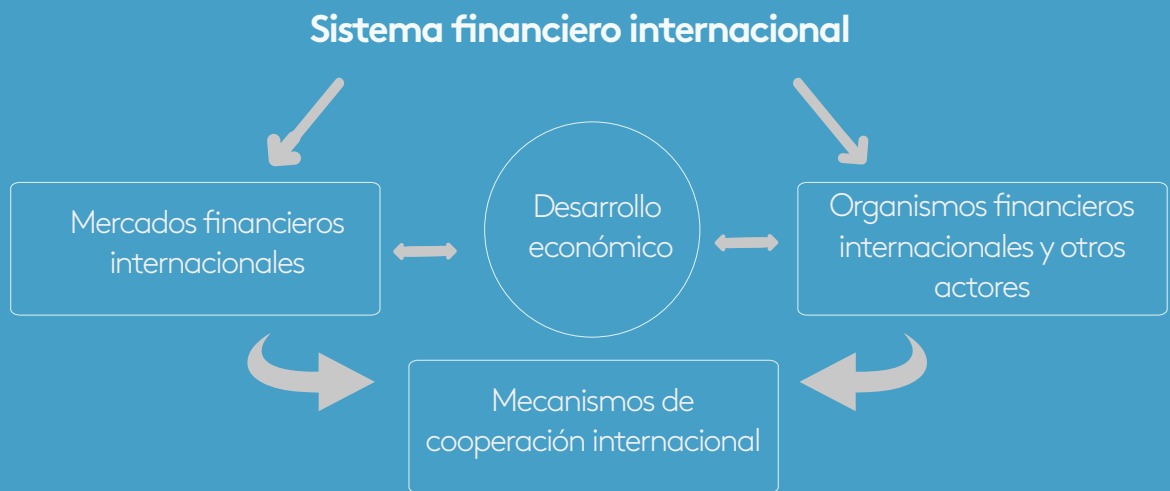 Sistema financiero internacional
Mercados financieros
internacionales
Desarrollo
económico
Organismos financieros
internacionales y otros
actores
Mecanismos de
cooperación internacional